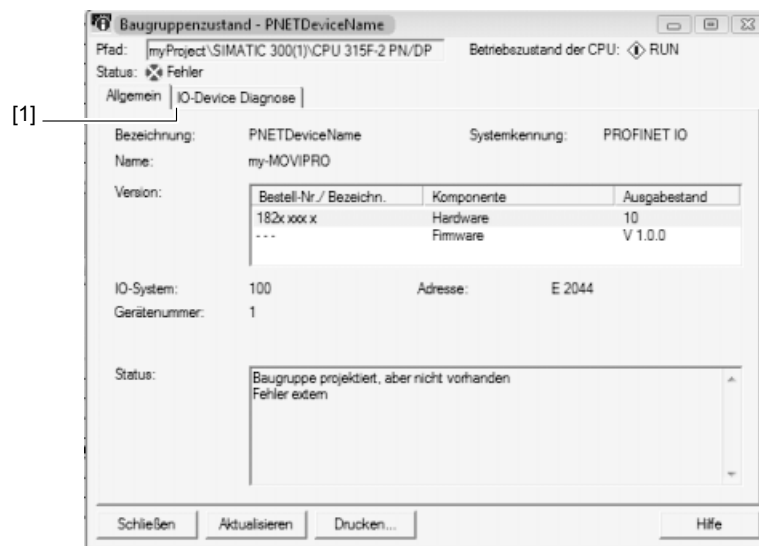 Baugruppenzustand - PNETDeviceName
Pfad: myProject\SIMATIC 300(1)\CPU 315F-2 PN/DP Betriebszustand der CPU: RUN
Status: Fehler
Allgemein IO-Device Diagnose
[1]
Bezeichnung: PNETDeviceName Systemkennung: PROFINET IO
Name: my-MOVIPRO
Version: Bestell-Nr./ Bezeichn. Komponente Ausgabestand
182x xxx x Hardware 10
- - - Firmware V 1.0.0
IO-System: 100 Adresse: E 2044
Gerätenummer: 1
Status: Baugruppe projektiert, aber nicht vorhanden
Fehler extern
Schließen Aktualisieren Drucken... Hilfe